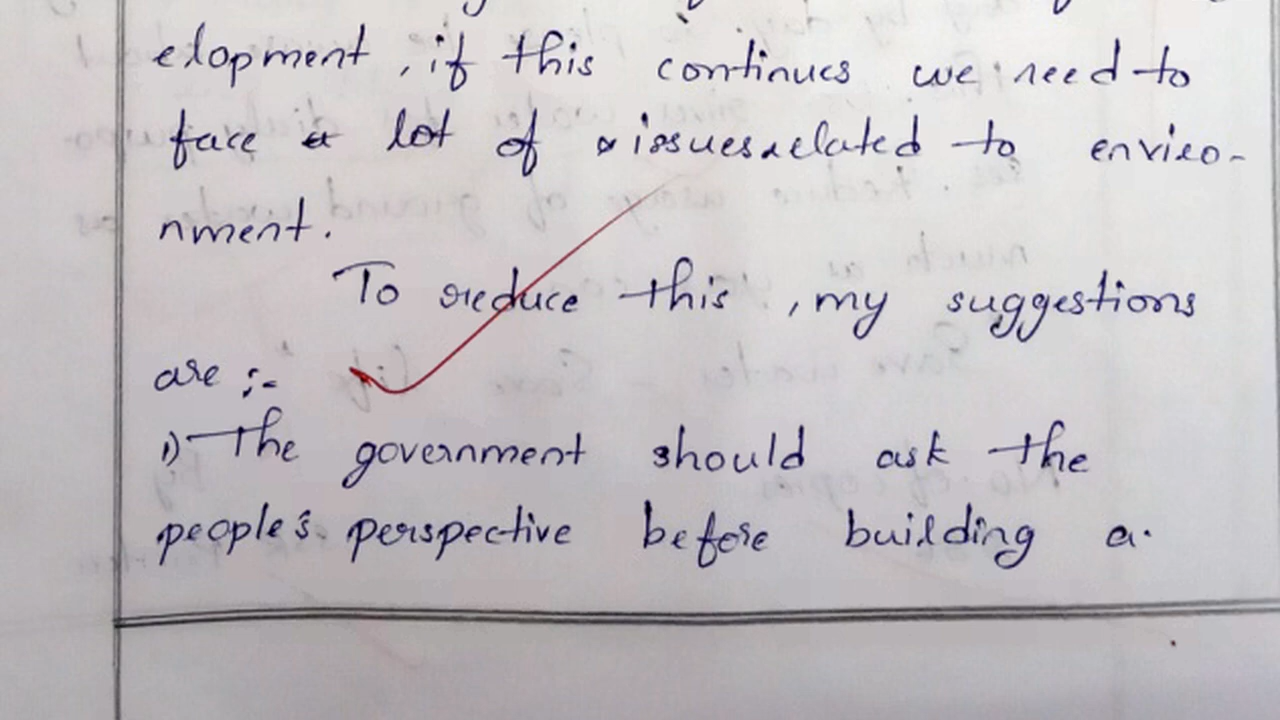 elopment, if this continues we need to
face a lot of issues related to enviro-
nment.
To reduce this, my suggestions
are :-
1) The government should ask the
people's perspective before building a